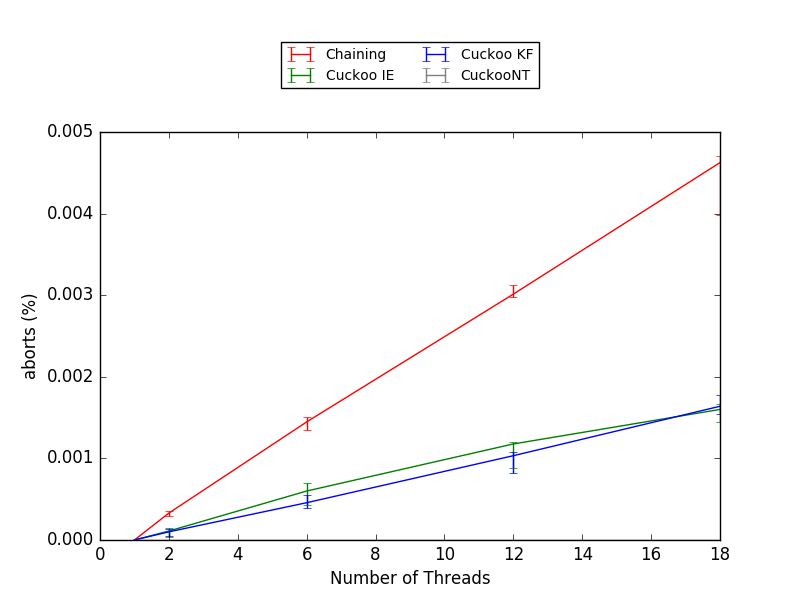 Chaining Cuckoo KF
Cuckoo IE CuckooNT
0.005
0.004
0.003
0.002
0.001
0.000
aborts (%)
0 2 4 6 8 10 12 14 16 18
Number of Threads